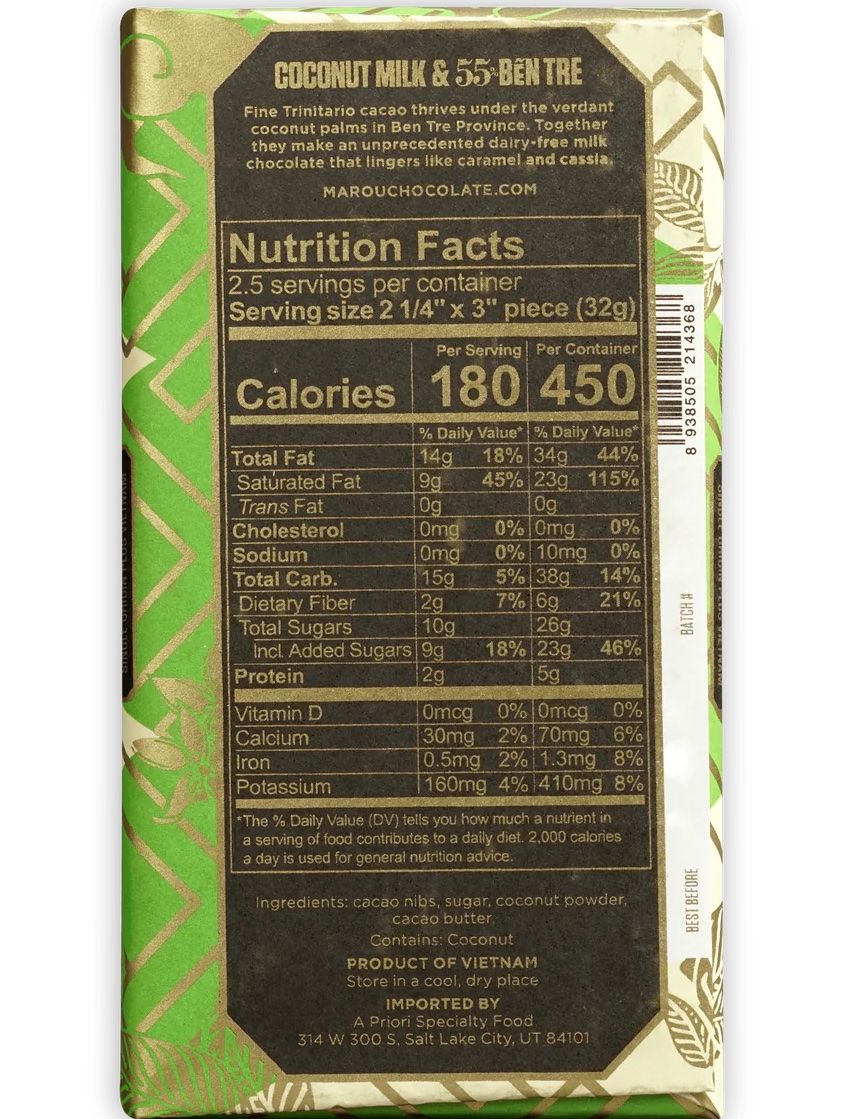 COCONUT MILK & 55% BẾN TRE
Fine Trinitario cacao thrives under the verdant
coconut palms in Ben Tre Province. Together
they make an unprecedented dairy-free milk
chocolate that lingers like caramel and cassia.
MAROUCHOCOLATE.COM
Nutrition Facts
2.5 servings per container
Serving size 2 1/4" x 3" piece (32g)
Per Serving Per Container
Calories 180 450
% Daily Value* % Daily Value*
Total Fat 14g 18% 34g 44%
Saturated Fat 9g 45% 23g 115%
Trans Fat 0g 0g
Cholesterol 0mg 0% 0mg 0%
Sodium 0mg 0% 10mg 0%
Total Carb. 15g 5% 38g 14%
Dietary Fiber 2g 7% 6g 21%
Total Sugars 10g 26g
Incl. Added Sugars 9g 18% 23g 46%
Protein 2g 5g
Vitamin D 0mcg 0% 0mcg 0%
Calcium 30mg 2% 70mg 6%
Iron 0.5mg 2% 1.3mg 8%
Potassium 160mg 4% 410mg 8%
*The % Daily Value (DV) tells you how much a nutrient in
a serving of food contributes to a daily diet. 2,000 calories
a day is used for general nutrition advice.
Ingredients: cacao nibs, sugar, coconut powder,
cacao butter.
Contains: Coconut
PRODUCT OF VIETNAM
Store in a cool, dry place
IMPORTED BY
A Priori Specialty Food
314 W 300 S, Salt Lake City, UT 84101
8 938505 214368
BATCH #
BEST BEFORE